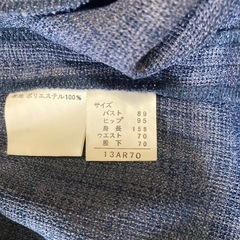 ポリエステル100%
サイズ
バスト 89
ヒップ 95
身長 158
ウエスト 70
股下 70
13AR70